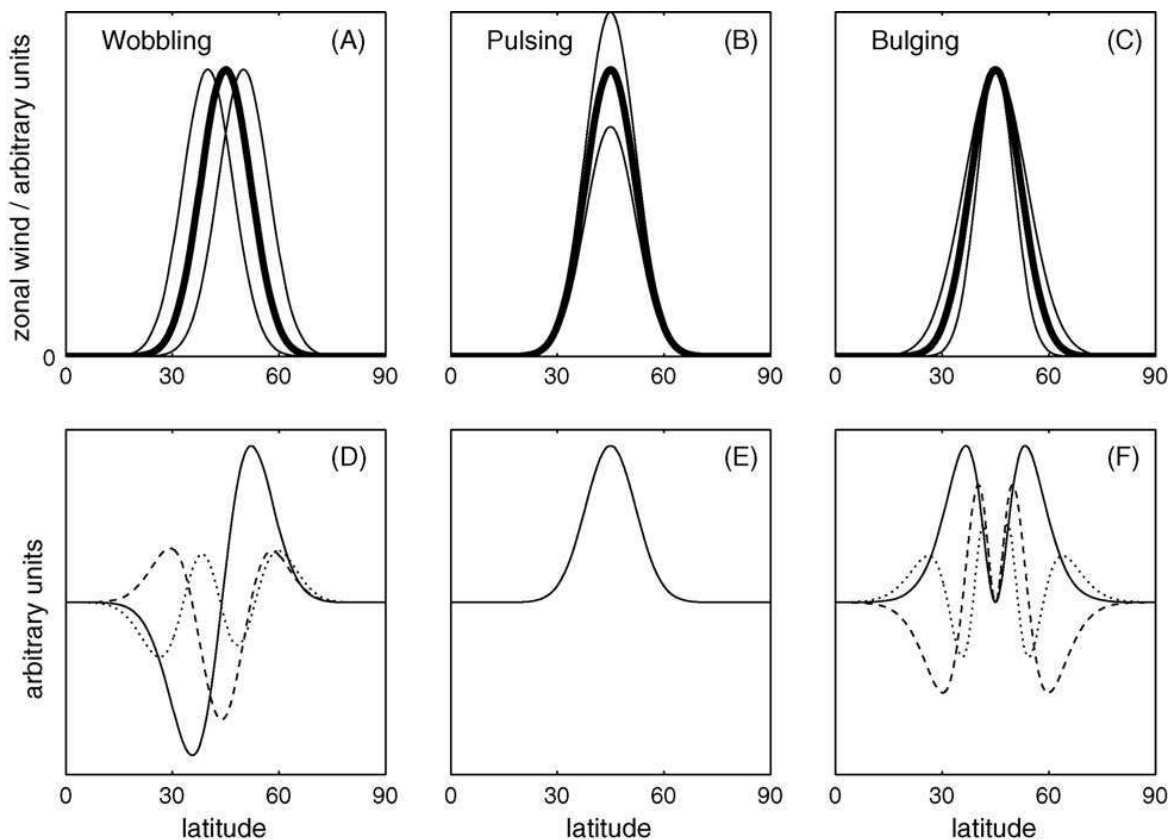 Wobbling (A)
Pulsing (B)
Bulging (C)
zonal wind / arbitrary units
0
0 30 60 90
0 30 60 90
0 30 60 90
(D)
(E)
(F)
arbitrary units
0 30 60 90
0 30 60 90
0 30 60 90
latitude
latitude
latitude